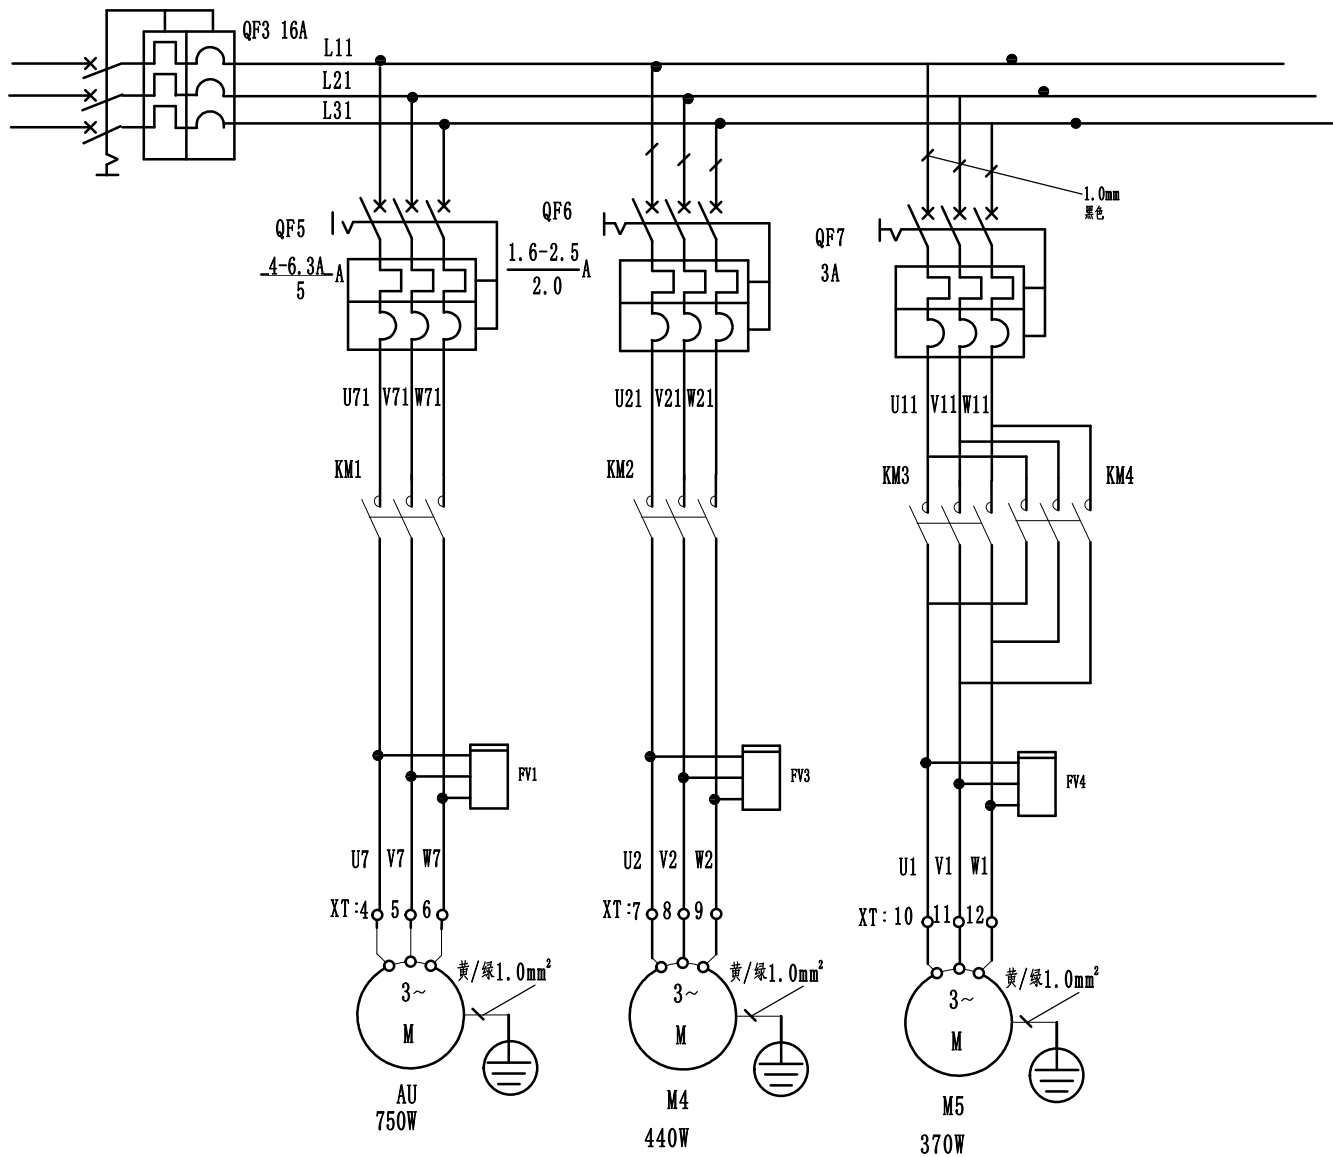 QF3 16A
L11
L21
L31
1.0mm
黑色
QF5
4-6.3A
5
A
QF6
1.6-2.5
2.0
A
QF7
3A
U71 V71 W71
U21 V21 W21
U11 V11 W11
KM1
KM2
KM3
KM4
FV1
FV3
FV4
U7 V7 W7
U2 V2 W2
U1 V1 W1
XT:4 5 6
XT:7 8 9
XT:10 11 12
黄/绿1.0mm²
黄/绿1.0mm²
黄/绿1.0mm²
3~
M
3~
M
3~
M
AU
750W
M4
440W
M5
370W